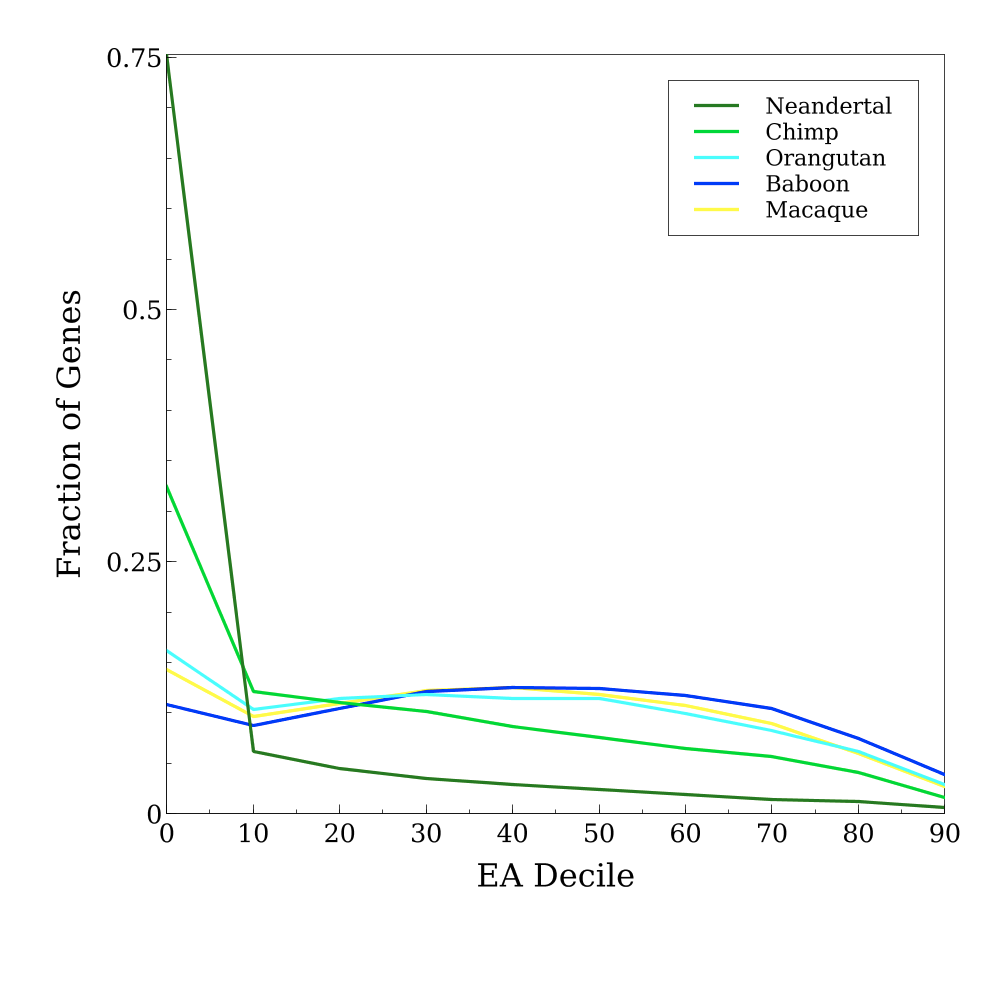 0.75
0.5
0.25
0
Fraction of Genes
Neandertal
Chimp
Orangutan
Baboon
Macaque
0 10 20 30 40 50 60 70 80 90
EA Decile